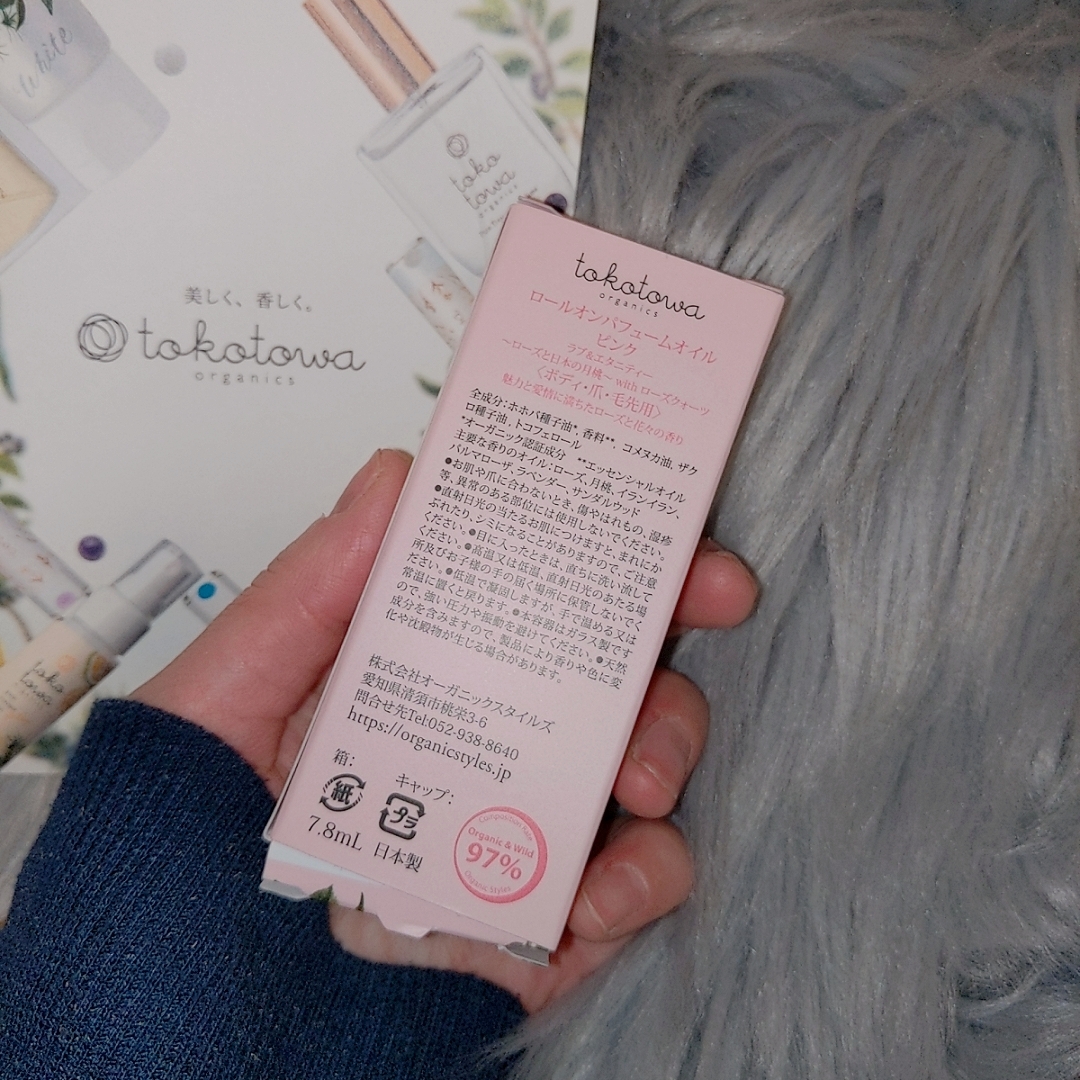 White
toko
towa
organics
美しく、香しく。
tokotowa
organics
toko
towa
tokotowa
organics
ロールオンパフュームオイル
ピンク
ラブ&エタニティー
～ローズと日本の月桃～ with ローズクォーツ
〈ボディ・爪・毛先用〉
魅力と愛情に満ちたローズと花々の香り
全成分:ホホバ種子油*, 香料**, コメヌカ油, ザク
ロ種子油, トコフェロール
*オーガニック認証成分 **エッセンシャルオイル
主要な香りのオイル:ローズ、月桃、イランイラン、
パルマローザ、ラベンダー、サンダルウッド
●お肌や爪に合わないとき、傷やはれもの、湿疹
等、異常のある部位には使用しないでください。
●直射日光の当たるお肌につけますと、まれにか
ぶれたり、シミになることがありますので、ご注意
ください。●目に入ったときは、直ちに洗い流して
ください。●高温又は低温、直射日光のあたる場
所及びお子様の手の届く場所に保管しないでく
ださい。●低温で凝固しますが、手で温める又は
常温に置くと戻ります。●本容器はガラス製です
ので、強い圧力や振動を避けてください。●天然
成分を含みますので、製品により香りや色に変
化や沈殿物が生じる場合があります。
株式会社オーガニックスタイルズ
愛知県清須市桃栄3-6
問合せ先Tel:052-938-8640
https://organicstyles.jp
箱: キャップ:
紙 プラ
7.8mL 日本製
Composition Rate
Organic & Wild
97%
Organic Styles